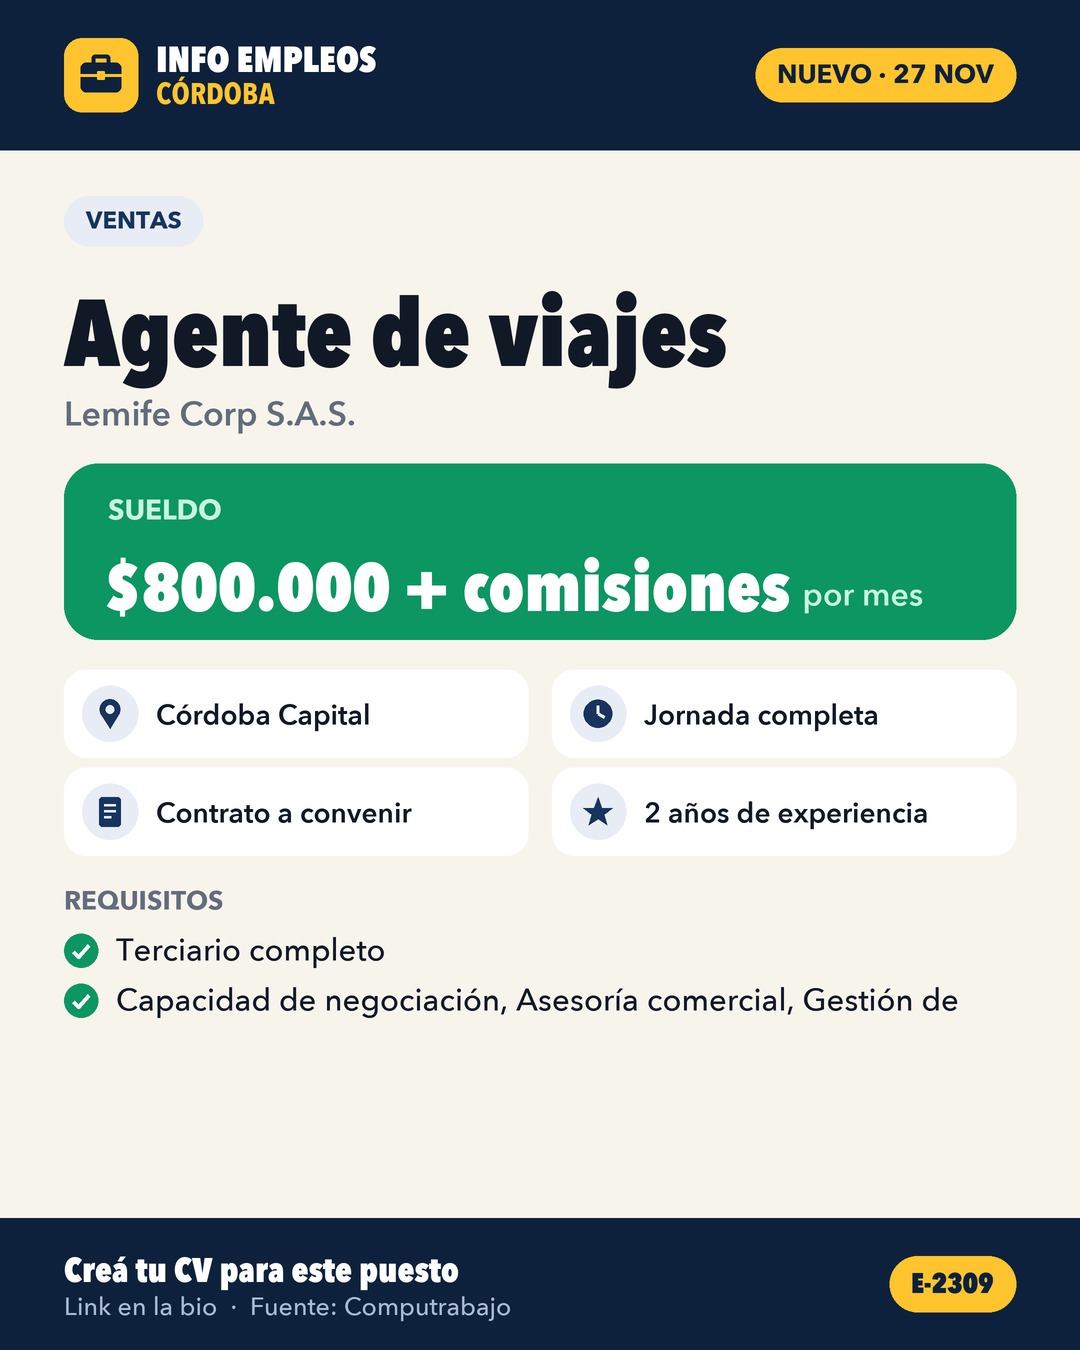 INFO EMPLEOS
CÓRDOBA
NUEVO · 27 NOV
VENTAS
Agente de viajes
Lemife Corp S.A.S.
SUELDO
$800.000 + comisiones por mes
Córdoba Capital
Jornada completa
Contrato a convenir
2 años de experiencia
REQUISITOS
Terciario completo
Capacidad de negociación, Asesoría comercial, Gestión de
Creá tu CV para este puesto
Link en la bio · Fuente: Computrabajo
E-2309